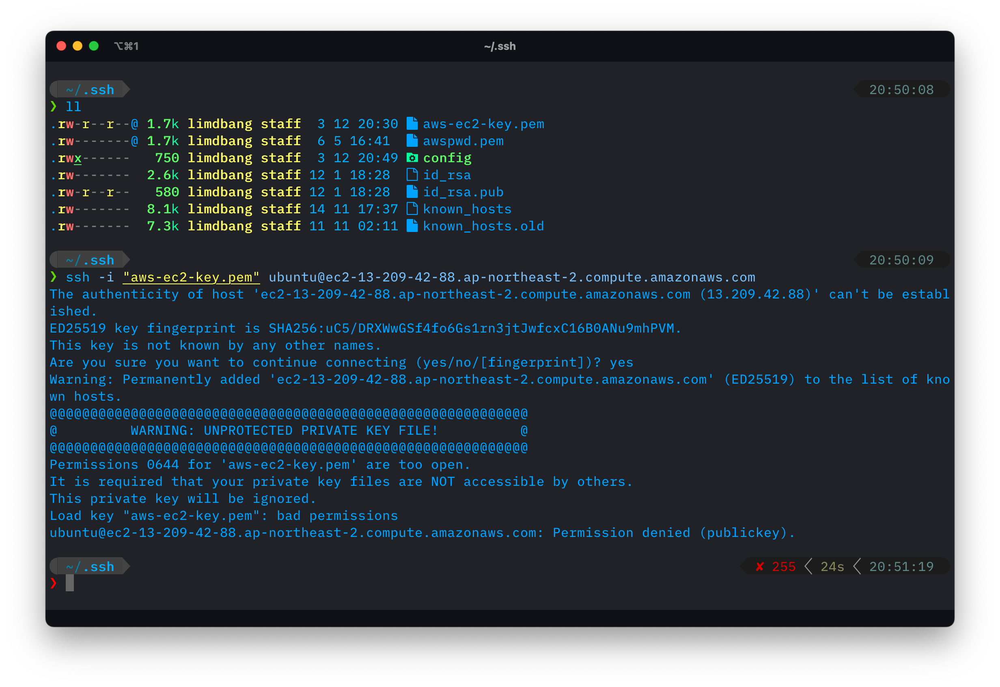 ⌥⌘1 ~/.ssh
~/.ssh 20:50:08
❯ ll
.rw-r--r--@ 1.7k limdbang staff  3 12 20:30 aws-ec2-key.pem
.rw-------@ 1.7k limdbang staff  6 5 16:41 awspwd.pem
.rwx------ 750 limdbang staff  3 12 20:49 config
.rw------- 2.6k limdbang staff 12 1 18:28 id_rsa
.rw-r--r-- 580 limdbang staff 12 1 18:28 id_rsa.pub
.rw------- 8.1k limdbang staff 14 11 17:37 known_hosts
.rw------- 7.3k limdbang staff 11 11 02:11 known_hosts.old
~/.ssh 20:50:09
❯ ssh -i "aws-ec2-key.pem" ubuntu@ec2-13-209-42-88.ap-northeast-2.compute.amazonaws.com
The authenticity of host 'ec2-13-209-42-88.ap-northeast-2.compute.amazonaws.com (13.209.42.88)' can't be establ
ished.
ED25519 key fingerprint is SHA256:uC5/DRXWwGSf4fo6Gs1rn3jtJwfcxC16B0ANu9mhPVM.
This key is not known by any other names.
Are you sure you want to continue connecting (yes/no/[fingerprint])? yes
Warning: Permanently added 'ec2-13-209-42-88.ap-northeast-2.compute.amazonaws.com' (ED25519) to the list of kno
wn hosts.
@@@@@@@@@@@@@@@@@@@@@@@@@@@@@@@@@@@@@@@@@@@@@@@@@@@@@@@@@@@
@         WARNING: UNPROTECTED PRIVATE KEY FILE!          @
@@@@@@@@@@@@@@@@@@@@@@@@@@@@@@@@@@@@@@@@@@@@@@@@@@@@@@@@@@@
Permissions 0644 for 'aws-ec2-key.pem' are too open.
It is required that your private key files are NOT accessible by others.
This private key will be ignored.
Load key "aws-ec2-key.pem": bad permissions
ubuntu@ec2-13-209-42-88.ap-northeast-2.compute.amazonaws.com: Permission denied (publickey).
~/.ssh ✘ 255 24s 20:51:19
❯